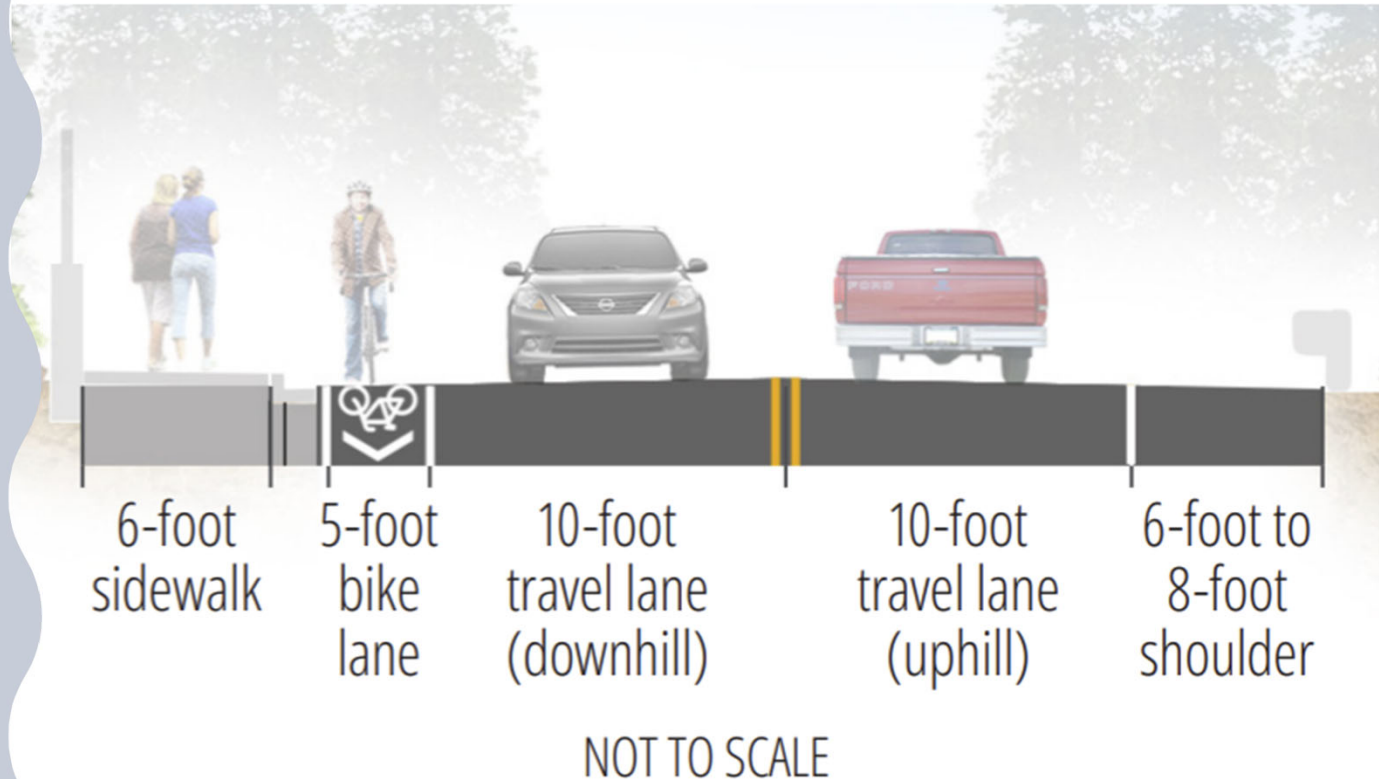 FORD
6-foot
sidewalk
5-foot
bike
lane
10-foot
travel lane
(downhill)
10-foot
travel lane
(uphill)
6-foot to
8-foot
shoulder
NOT TO SCALE